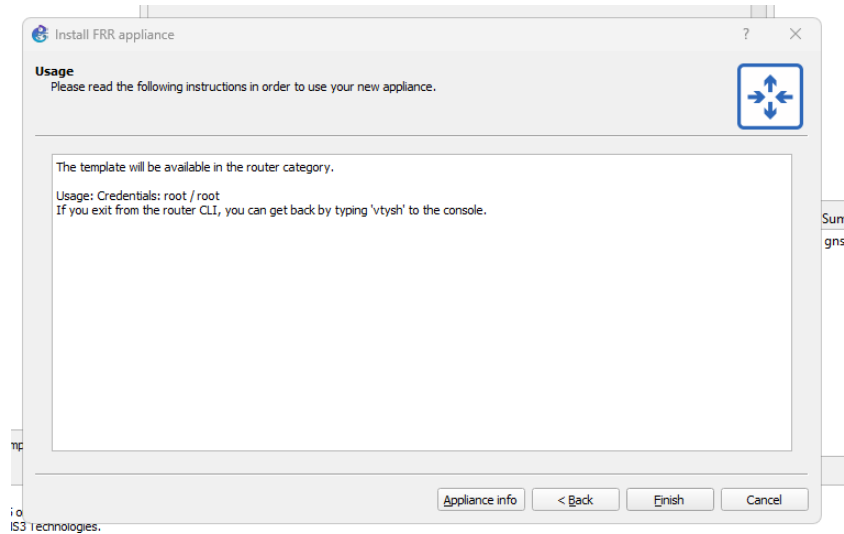 Install FRR appliance
?
Usage
Please read the following instructions in order to use your new appliance.
The template will be available in the router category.
Usage: Credentials: root / root
If you exit from the router CLI, you can get back by typing 'vtysh' to the console.
Sum
gns
mp
Appliance info
< Back
Finish
Cancel
NS3 Technologies.